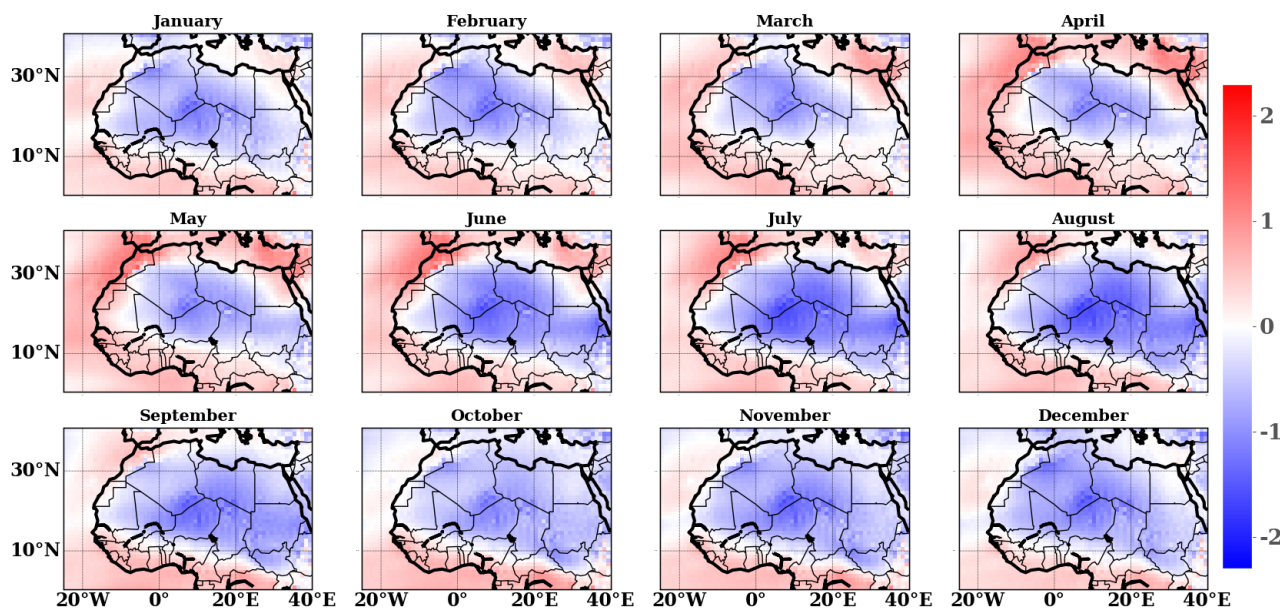 January February March April
30°N
10°N
2
1
0
-1
-2
May June July August
30°N
10°N
September October November December
30°N
10°N
20°W 0° 20°E 40°E 20°W 0° 20°E 40°E 20°W 0° 20°E 40°E 20°W 0° 20°E 40°E